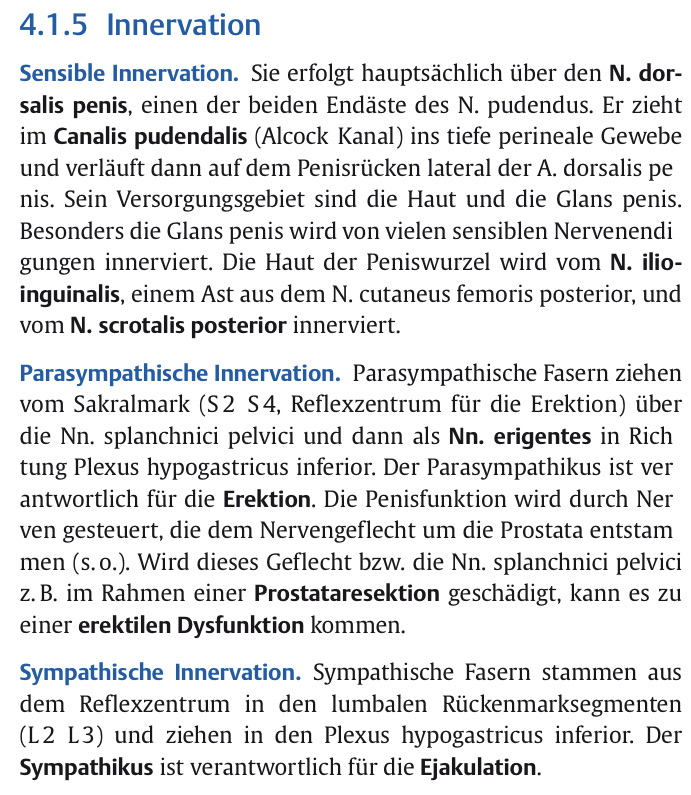 4.1.5 Innervation
Sensible Innervation. Sie erfolgt hauptsächlich über den N. dor-
salis penis, einen der beiden Endäste des N. pudendus. Er zieht
im Canalis pudendalis (Alcock Kanal) ins tiefe perineale Gewebe
und verläuft dann auf dem Penisrücken lateral der A. dorsalis pe
nis. Sein Versorgungsgebiet sind die Haut und die Glans penis.
Besonders die Glans penis wird von vielen sensiblen Nervenendi
gungen innerviert. Die Haut der Peniswurzel wird vom N. ilio-
inguinalis, einem Ast aus dem N. cutaneus femoris posterior, und
vom N. scrotalis posterior innerviert.
Parasympathische Innervation. Parasympathische Fasern ziehen
vom Sakralmark (S 2 S 4, Reflexzentrum für die Erektion) über
die Nn. splanchnici pelvici und dann als Nn. erigentes in Rich
tung Plexus hypogastricus inferior. Der Parasympathikus ist ver
antwortlich für die Erektion. Die Penisfunktion wird durch Ner
ven gesteuert, die dem Nervengeflecht um die Prostata entstam
men (s. o.). Wird dieses Geflecht bzw. die Nn. splanchnici pelvici
z. B. im Rahmen einer Prostataresektion geschädigt, kann es zu
einer erektilen Dysfunktion kommen.
Sympathische Innervation. Sympathische Fasern stammen aus
dem Reflexzentrum in den lumbalen Rückenmarksegmenten
(L 2 L 3) und ziehen in den Plexus hypogastricus inferior. Der
Sympathikus ist verantwortlich für die Ejakulation.